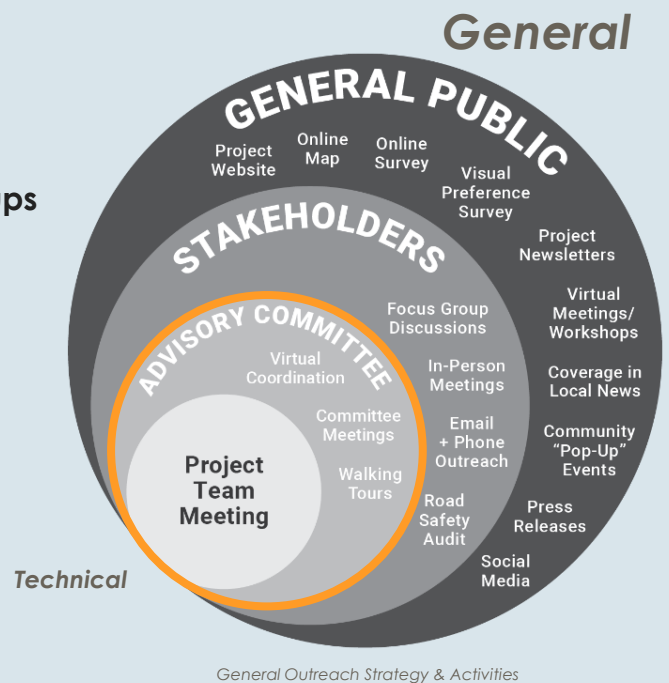 General
GENERAL PUBLIC
Project
Website
Online
Map
Online
Survey
Visual
Preference
Survey
Project
Newsletters
Virtual
Meetings/
Workshops
Coverage in
Local News
Community
“Pop-Up”
Events
Press
Releases
Social
Media
ups
STAKEHOLDERS
Focus Group
Discussions
In-Person
Meetings
Email
+ Phone
Outreach
Road
Safety
Audit
ADVISORY COMMITTEE
Virtual
Coordination
Committee
Meetings
Walking
Tours
Project
Team
Meeting
Technical
General Outreach Strategy & Activities